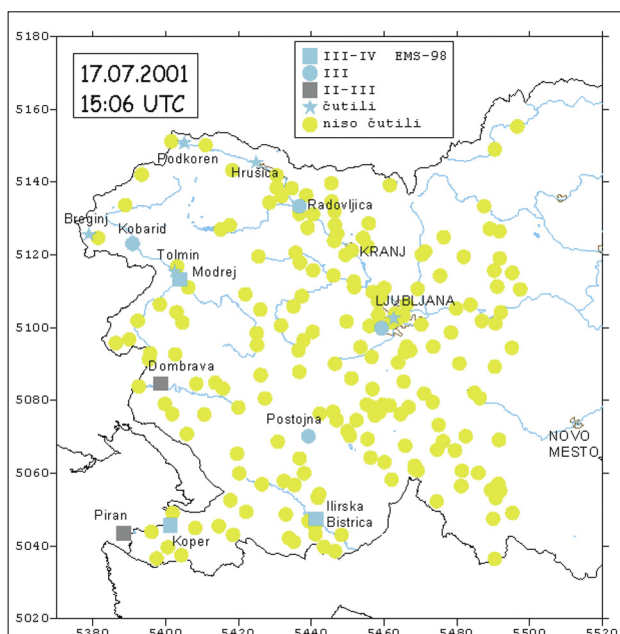 5180
5160
5140
5120
5100
5080
5060
5040
5020
17.07.2001
15:06 UTC
III-IV EMS-98
III
II-III
čutili
niso čutili
Podkoren
Hrušica
Radovljica
Breginj
Kobarid
Tolmin
Modrej
KRANJ
LJUBLJANA
Dombrava
Postojna
NOVO
MESTO
Piran
Koper
Ilirska
Bistrica
5380 5400 5420 5440 5460 5480 5500 5520